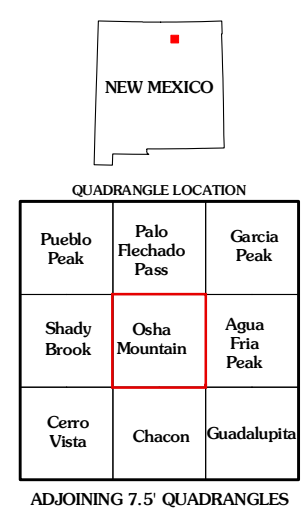 NEW MEXICO
QUADRANGLE LOCATION
Pueblo
Peak
Palo
Flechado
Pass
Garcia
Peak
Shady
Brook
Osha
Mountain
Agua
Fria
Peak
Cerro
Vista
Chacon
Guadalupita
ADJOINING 7.5' QUADRANGLES